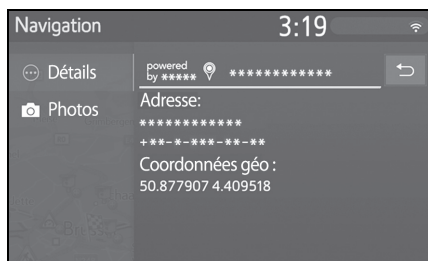 Navigation 3:19
Détails
powered
by ***** ************
Photos
Adresse:
************
+**-*-***-**-**
Coordonnées géo :
50.877907 4.409518